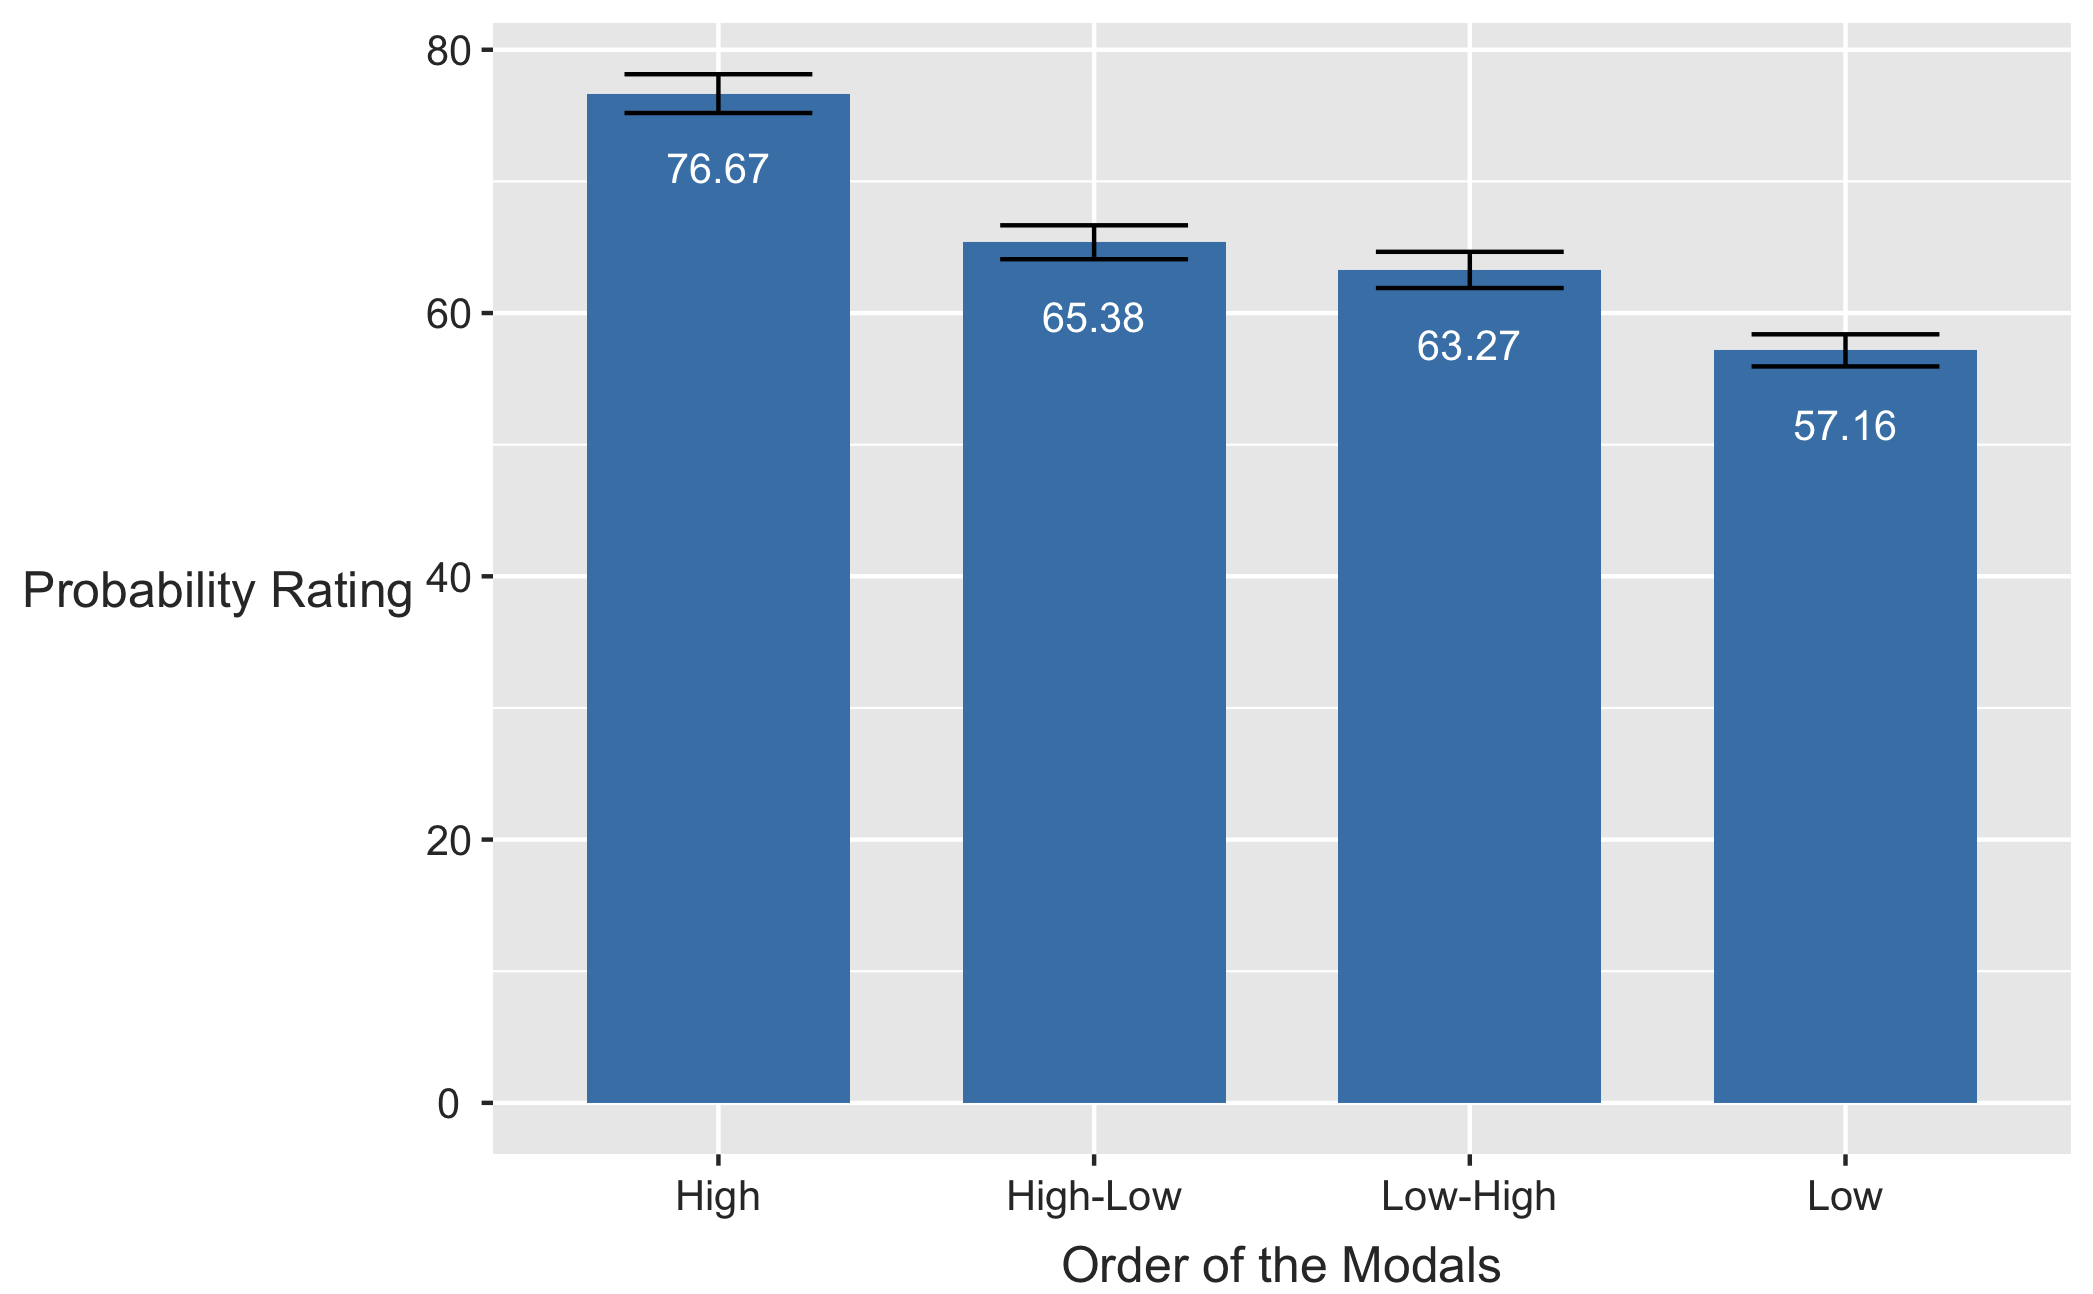 80
76.67
65.38
60
63.27
57.16
Probability Rating
40
20
0
High
High-Low
Low-High
Low
Order of the Modals